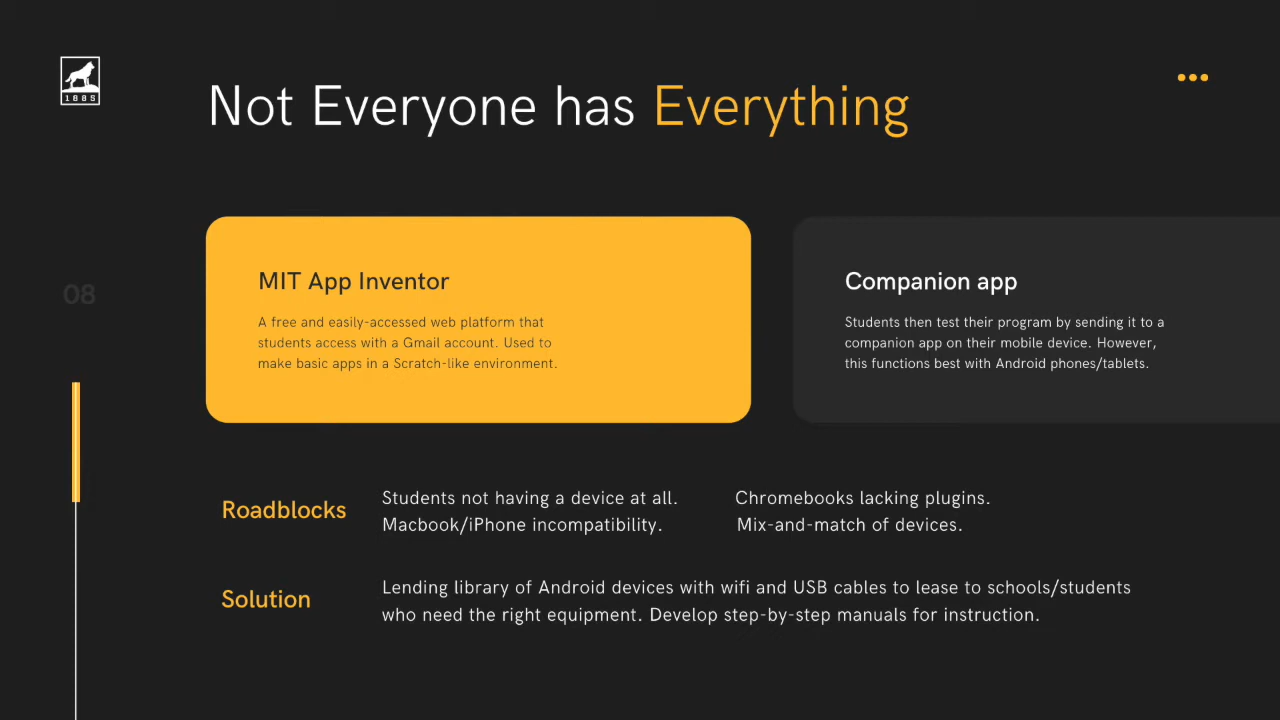 1885
Not Everyone has Everything
08
MIT App Inventor
A free and easily-accessed web platform that
students access with a Gmail account. Used to
make basic apps in a Scratch-like environment.
Companion app
Students then test their program by sending it to a
companion app on their mobile device. However,
this functions best with Android phones/tablets.
Roadblocks
Students not having a device at all.
Macbook/iPhone incompatibility.
Chromebooks lacking plugins.
Mix-and-match of devices.
Solution
Lending library of Android devices with wifi and USB cables to lease to schools/students
who need the right equipment. Develop step-by-step manuals for instruction.